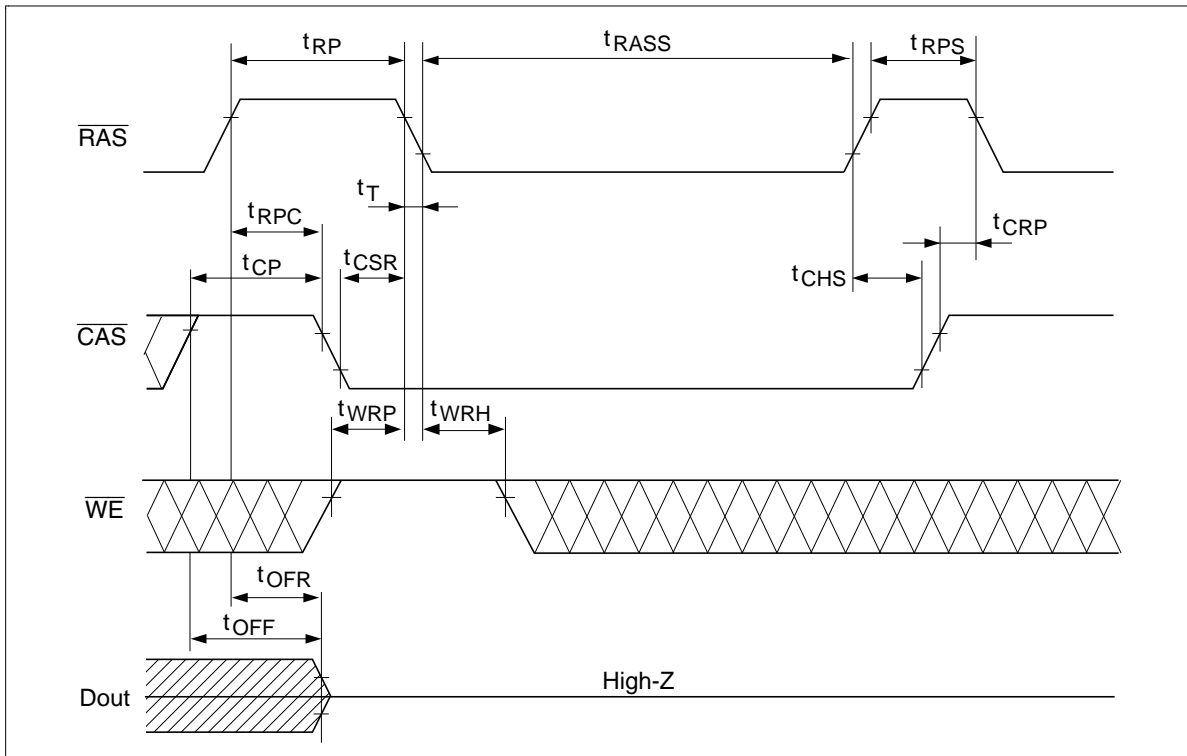 tRP
tRASS
tRPS
RAS
tT
tRPC
tCRP
tCSR
tCP
tCHS
CAS
tWRP
tWRH
WE
tOFR
tOFF
High-Z
Dout